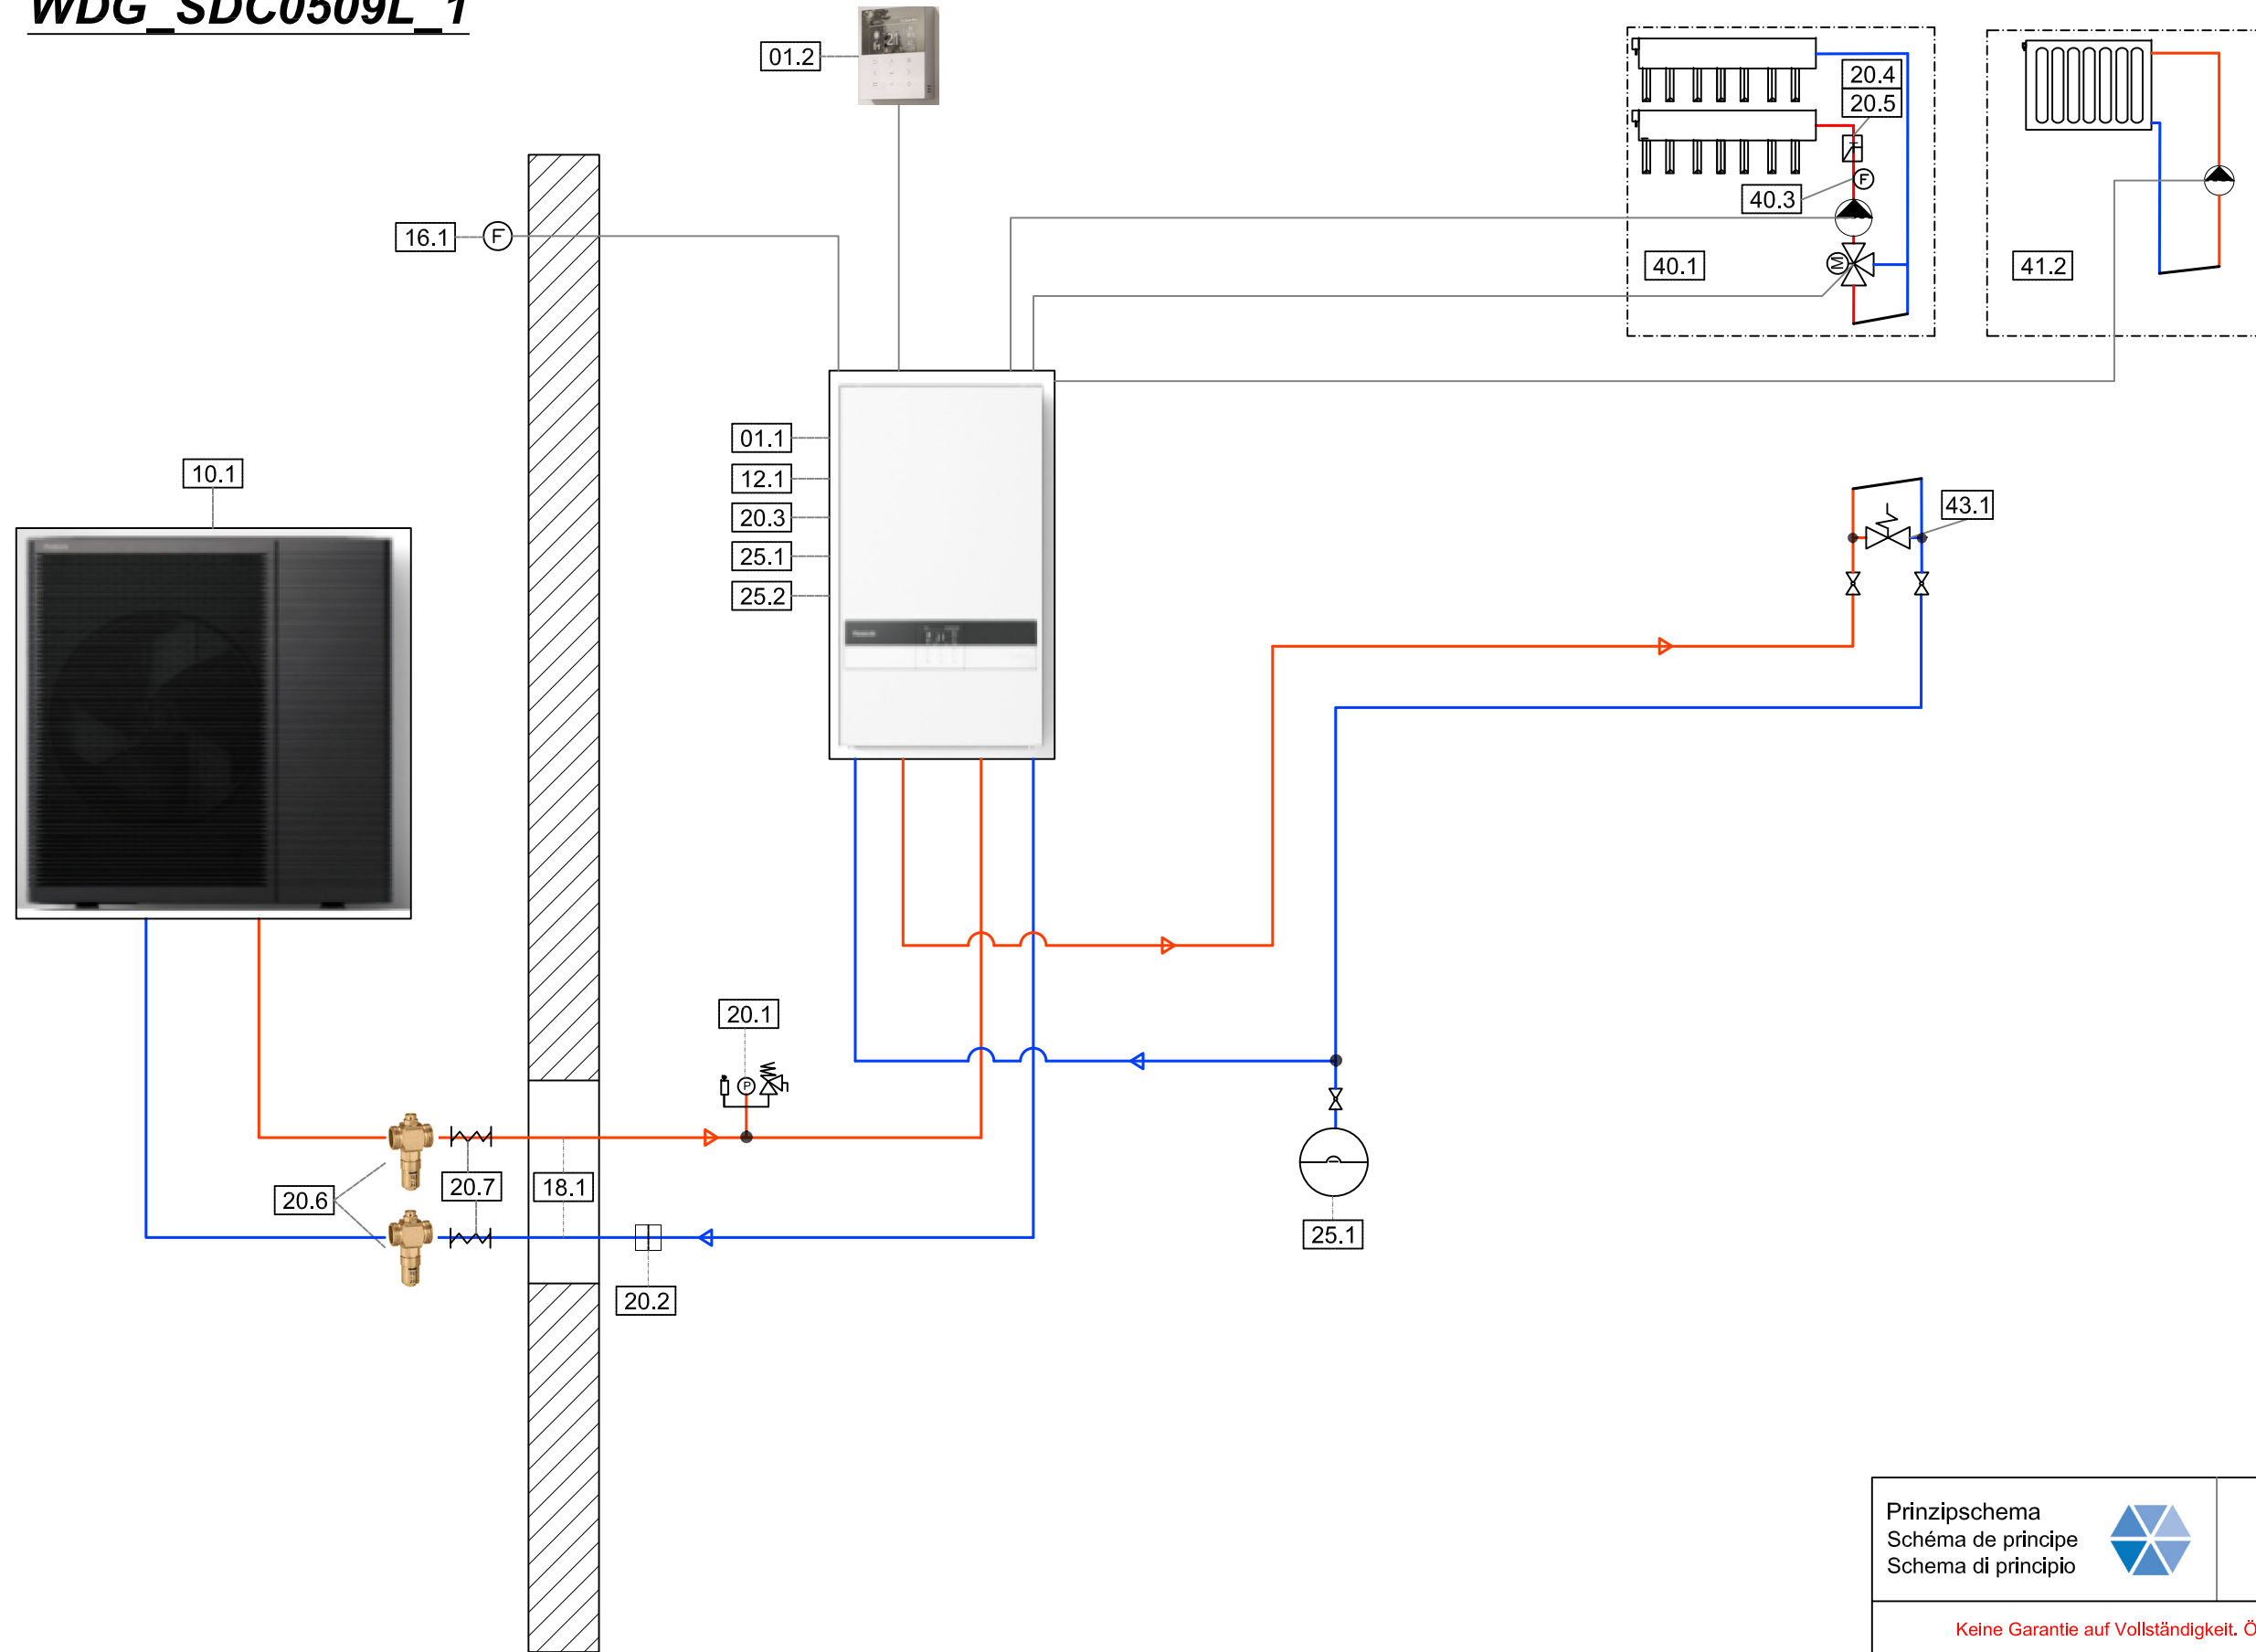 WDG_SDC0509L_1
01.2
20.4
20.5
40.3
F
16.1
F
40.1
M
41.2
01.1
12.1
10.1
20.3
43.1
25.1
25.2
20.1
P
20.6
20.7
18.1
25.1
20.2
Prinzipschema
Schéma de principe
Schema di principio
Keine Garantie auf Vollständigkeit. Ö